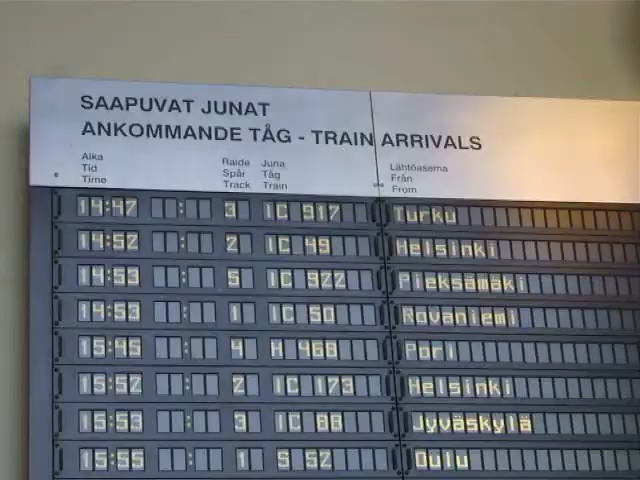 SAAPUVAT JUNAT
ANKOMMANDE TÅG - TRAIN ARRIVALS
Aika Raide Juna Lähtöasema
Tid Spår Tåg Från
Time Track Train From
14:47 : 3 IC 917 Turku
14:52 : 2 IC 49 Helsinki
14:53 : 5 IC 922 Pieksämäki
14:53 : 1 IC 50 Rovaniemi
15:45 : 4 H 468 Pori
15:52 : 2 IC 173 Helsinki
15:53 : 3 IC 88 Jyväskylä
15:55 : 1 S 52 Oulu